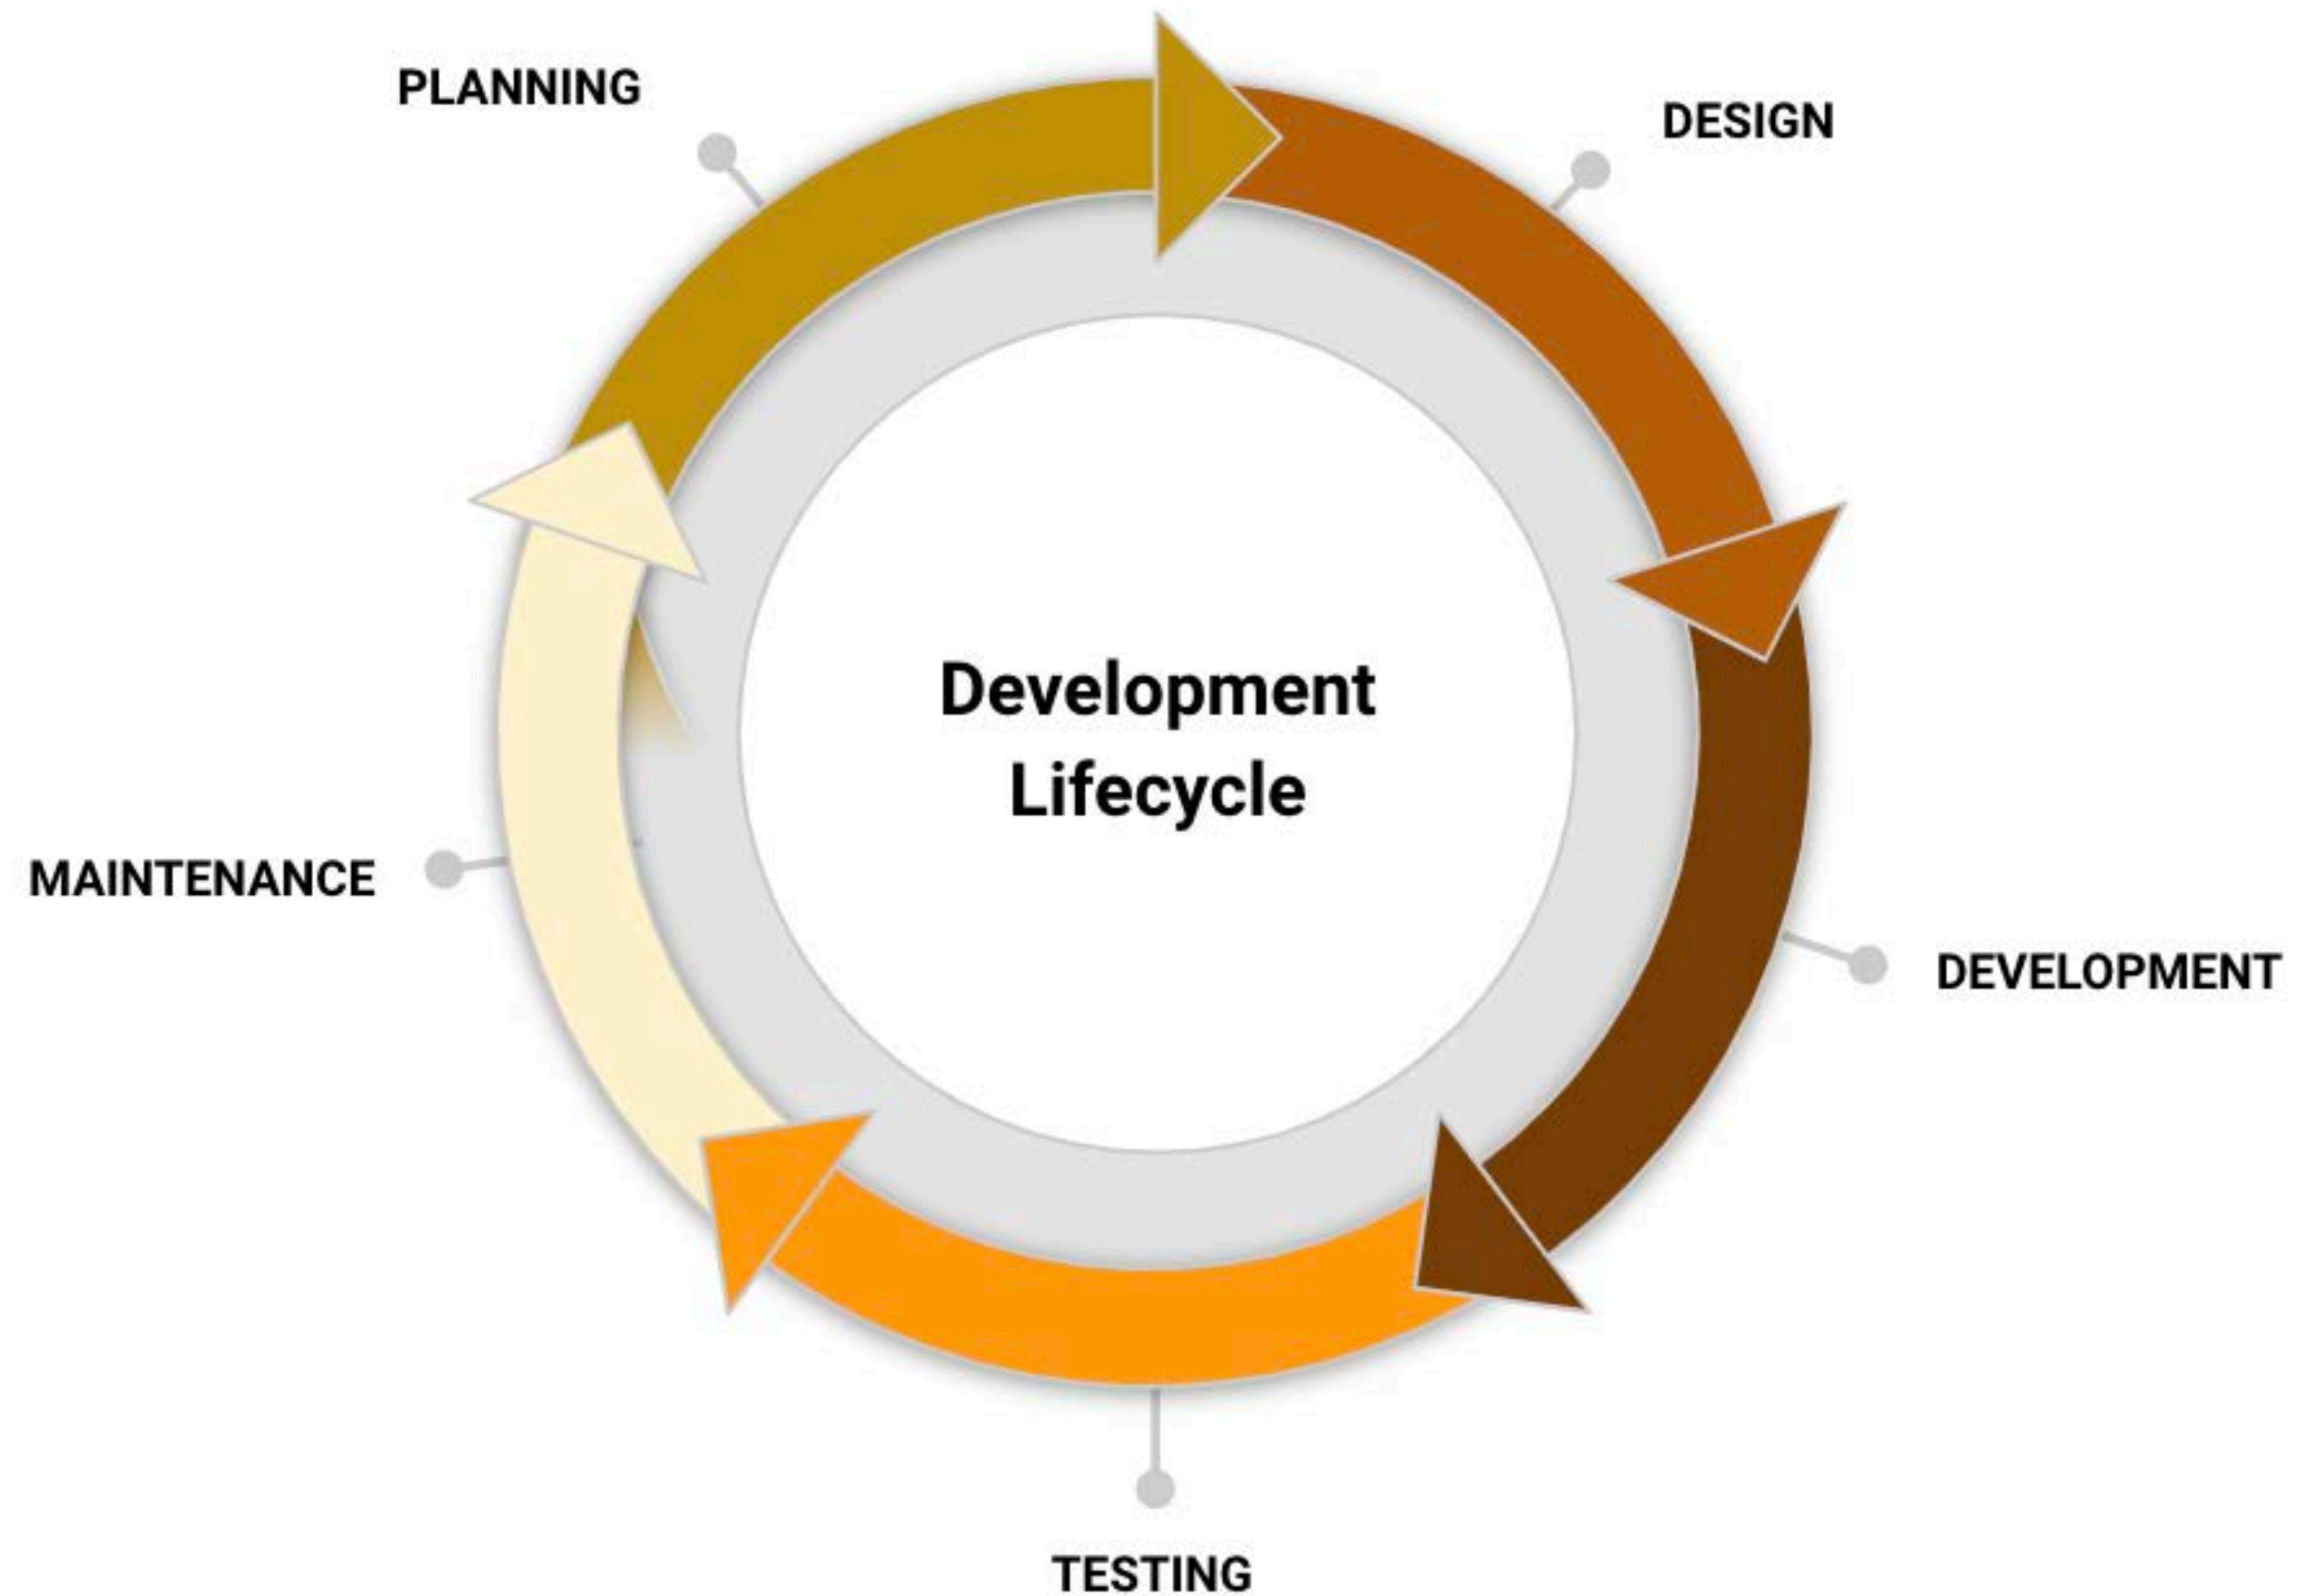 PLANNING
DESIGN
Development
Lifecycle
MAINTENANCE
DEVELOPMENT
TESTING